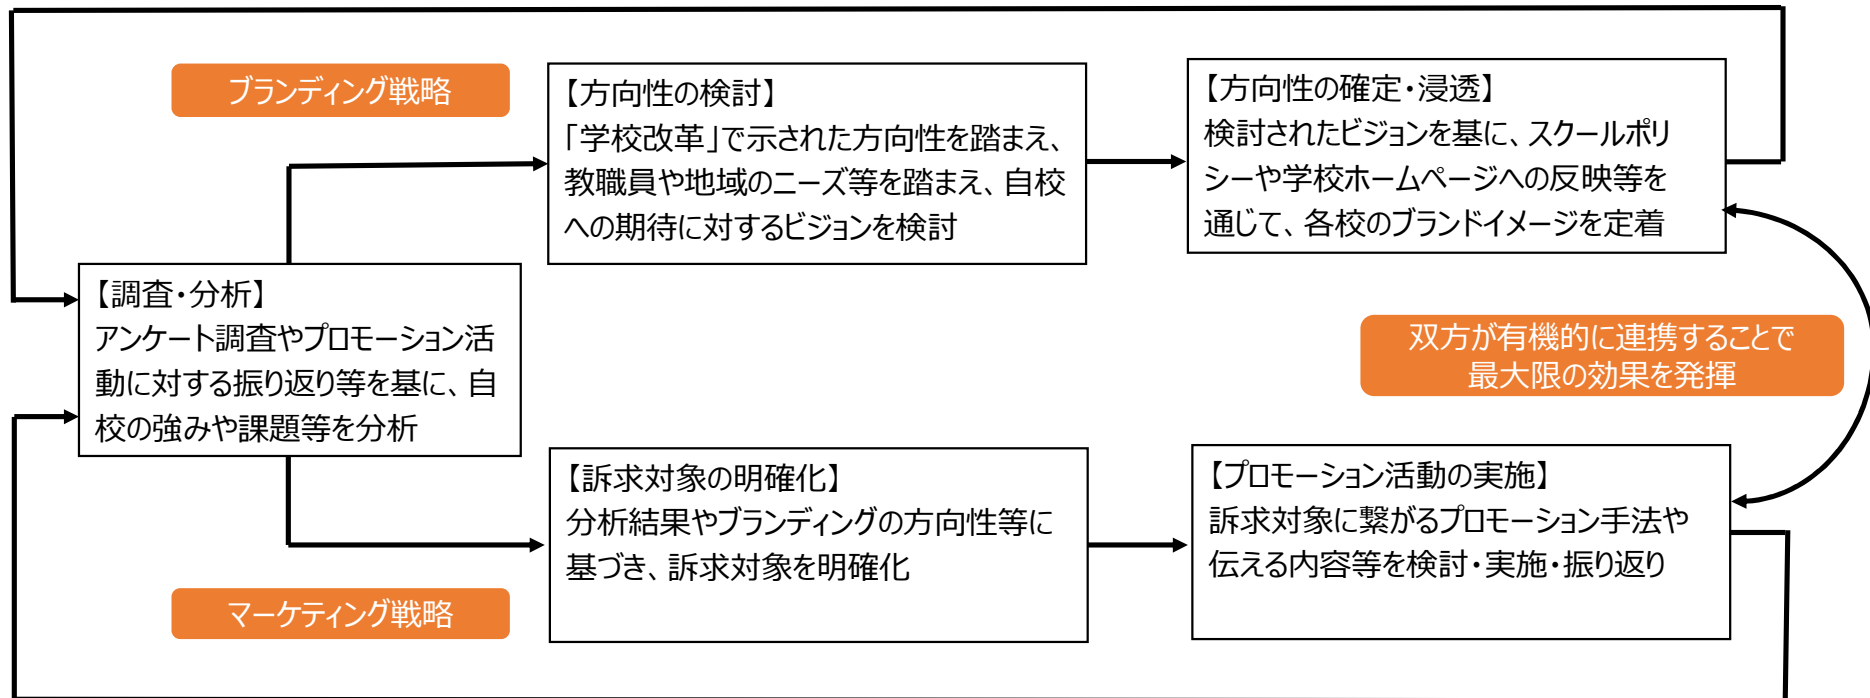 ブランディング戦略
【方向性の検討】
「学校改革」で示された方向性を踏まえ、
教職員や地域のニーズ等を踏まえ、自校
への期待に対するビジョンを検討
【方向性の確定・浸透】
検討されたビジョンを基に、スクールポリ
シーや学校ホームページへの反映等を
通じて、各校のブランドイメージを定着
【調査・分析】
アンケート調査やプロモーション活
動に対する振り返り等を基に、自
校の強みや課題等を分析
双方が有機的に連携することで
最大限の効果を発揮
【訴求対象の明確化】
分析結果やブランディングの方向性等に
基づき、訴求対象を明確化
【プロモーション活動の実施】
訴求対象に繋がるプロモーション手法や
伝える内容等を検討・実施・振り返り
マーケティング戦略